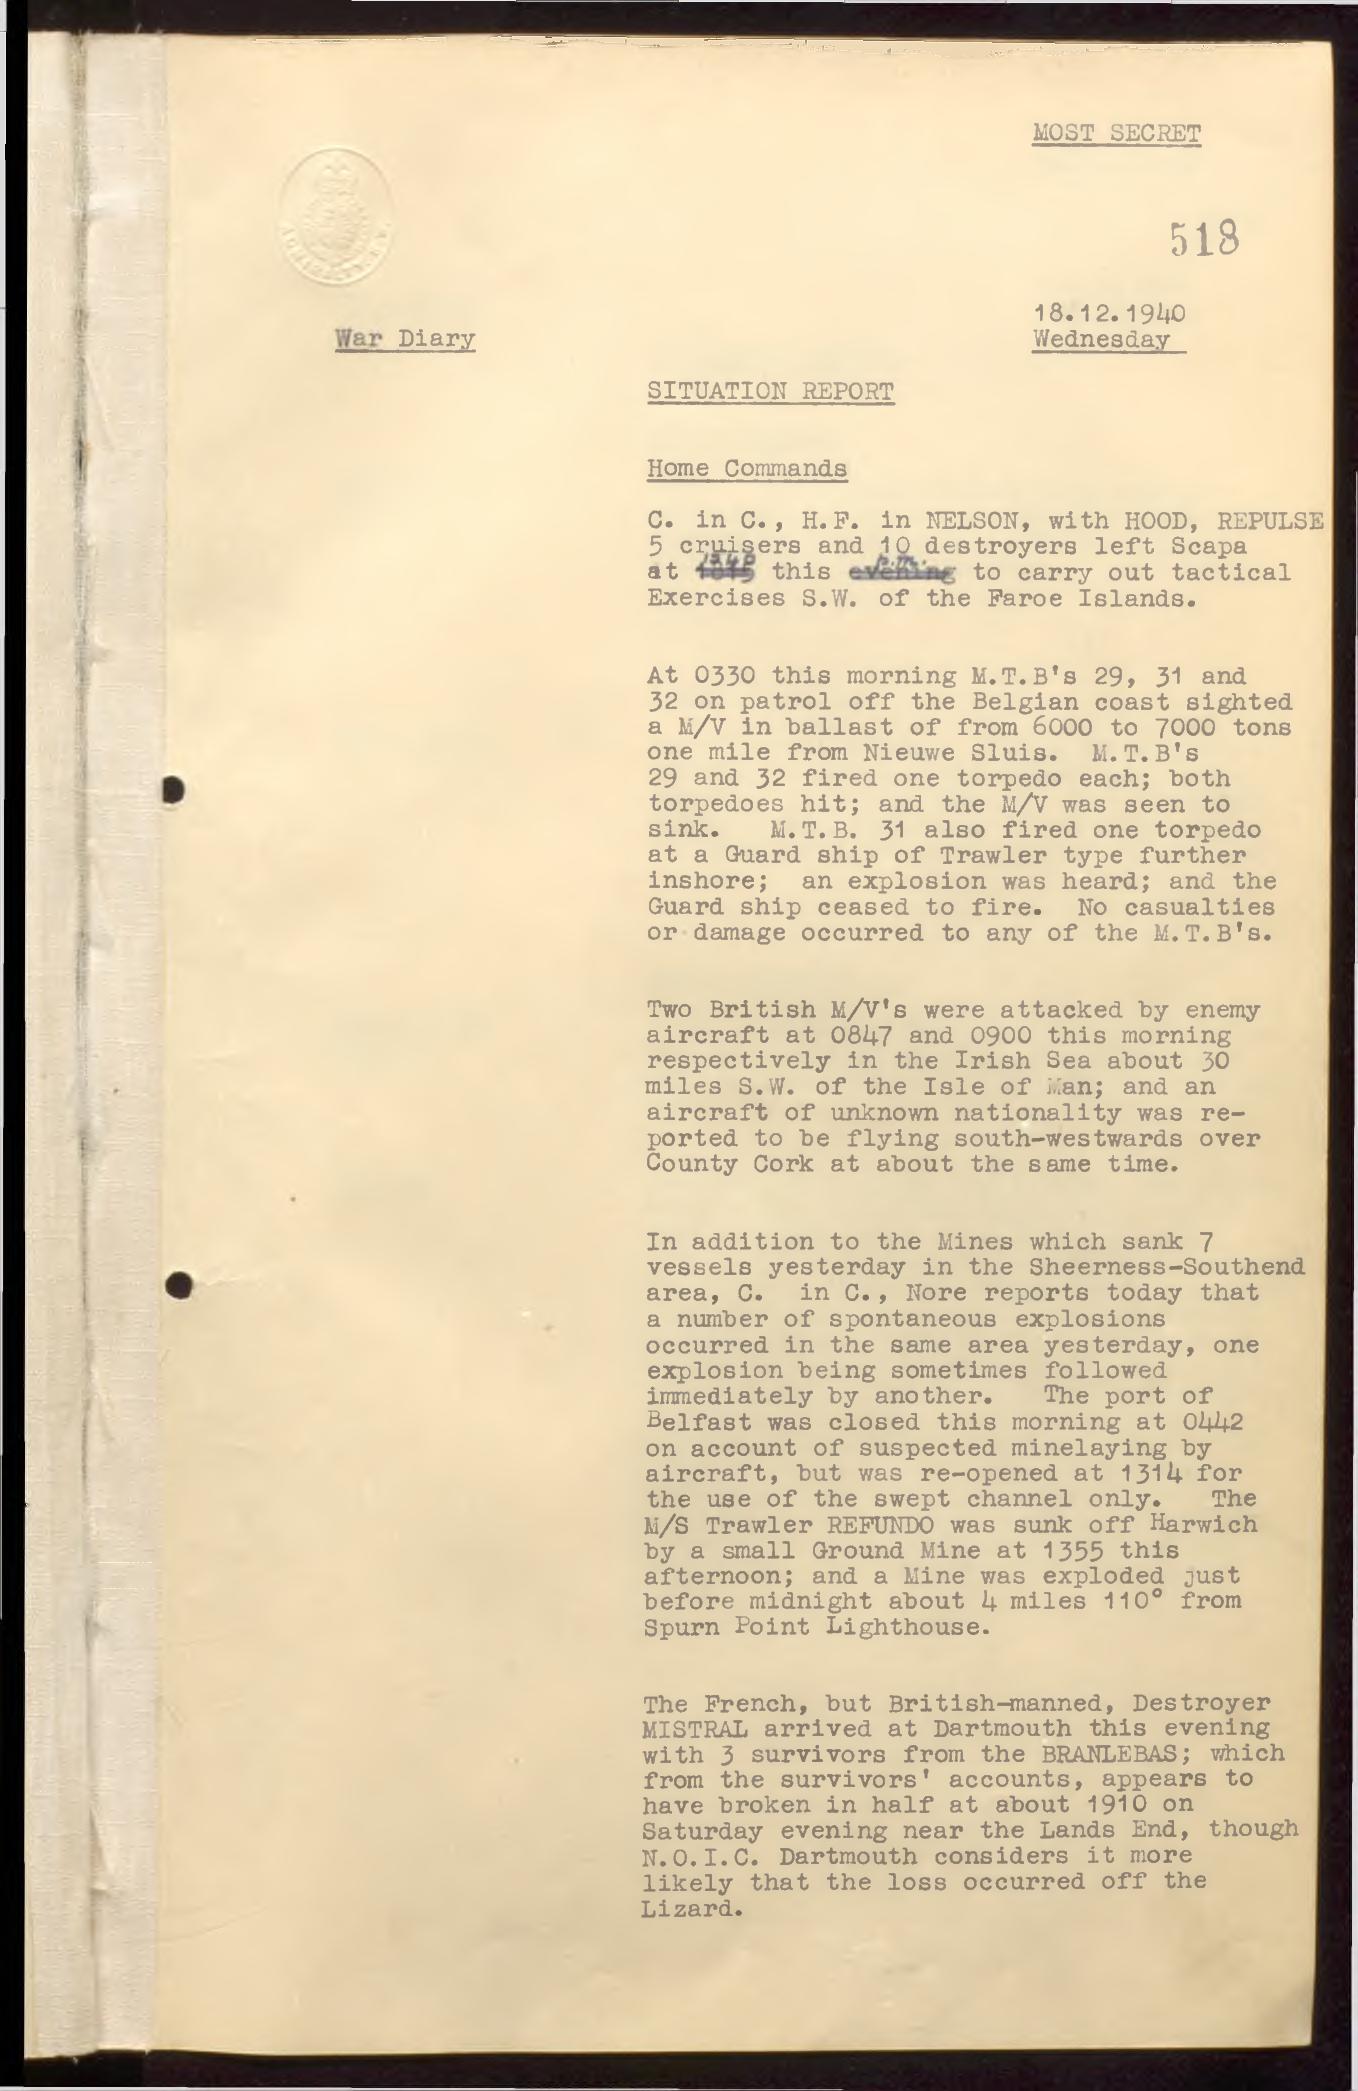 MOST SECRET
518
18.12.1940
War Diary
Wednesday
SITUATION REPORT
Home Commands
C. in C., H.F. in NELSON, with HOOD, REPULSE
5 cruisers and 10 destroyers left Scapa
at this to carry out tactical
Exercises S.W. of the Faroe Islands.
At 0330 this morning M.T.B's 29, 31 and
32 on patrol off the Belgian coast sighted
a M/V in ballast of from 6000 to 7000 tons
one mile from Nieuwe Sluis. M.T.B's
29 and 32 fired one torpedo each; both
torpedoes hit; and the M/V was seen to
sink. M.T.B. 31 also fired one torpedo
at a Guard ship of Trawler type further
inshore; an explosion was heard; and the
Guard ship ceased to fire. No casualties
or damage occurred to any of the M.T.B's.
Two British M/V's were attacked by enemy
aircraft at 0847 and 0900 this morning
respectively in the Irish Sea about 30
miles S.W. of the Isle of Man; and an
aircraft of unknown nationality was re-
ported to be flying south-westwards over
County Cork at about the same time.
In addition to the Mines which sank 7
vessels yesterday in the Sheerness-Southend
area, C. in C., Nore reports today that
a number of spontaneous explosions
occurred in the same area yesterday, one
explosion being sometimes followed
immediately by another. The port of
Belfast was closed this morning at 0442
on account of suspected minelaying by
aircraft, but was re-opened at 1314 for
the use of the swept channel only. The
M/S Trawler REFUNDO was sunk off Harwich
by a small Ground Mine at 1355 this
afternoon; and a Mine was exploded just
before midnight about 4 miles 110° from
Spurn Point Lighthouse.
The French, but British-manned, Destroyer
MISTRAL arrived at Dartmouth this evening
with 3 survivors from the BRANLEBAS; which
from the survivors' accounts, appears to
have broken in half at about 1910 on
Saturday evening near the Lands End, though
N.O.I.C. Dartmouth considers it more
likely that the loss occurred off the
Lizard.